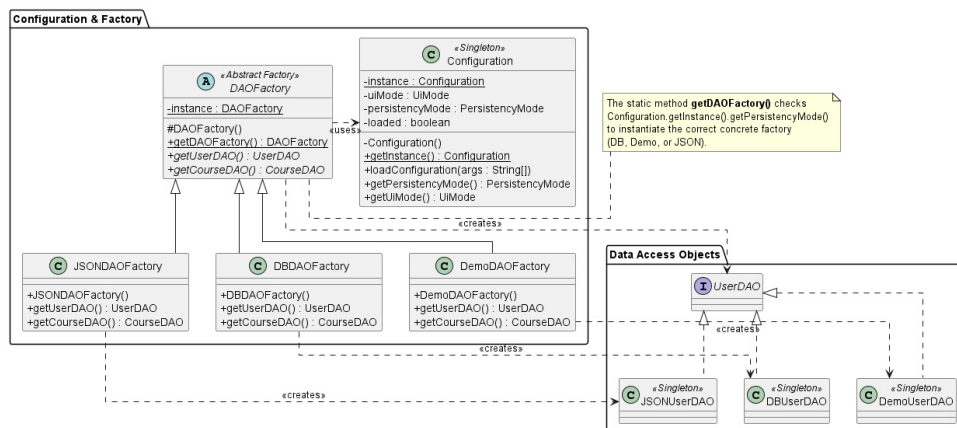 Configuration & Factory
«Abstract Factory»
A
DAOFactory
-instance : DAOFactory
#DAOFactory()
+getDAOFactory() : DAOFactory
+getUserDAO() : UserDAO
+getCourseDAO() : CourseDAO
«uses»
«Singleton»
C
Configuration
-instance : Configuration
-uiMode : UiMode
-persistencyMode : PersistencyMode
-loaded : boolean
-Configuration()
+getInstance() : Configuration
+loadConfiguration(args : String[])
+getPersistencyMode() : PersistencyMode
+getUiMode() : UiMode
The static method getDAOFactory() checks
Configuration.getInstance().getPersistencyMode()
to instantiate the correct concrete factory
(DB, Demo, or JSON).
«creates»
C JSONDAOFactory
+JSONDAOFactory()
+getUserDAO() : UserDAO
+getCourseDAO() : CourseDAO
C DBDAOFactory
+DBDAOFactory()
+getUserDAO() : UserDAO
+getCourseDAO() : CourseDAO
C DemoDAOFactory
+DemoDAOFactory()
+getUserDAO() : UserDAO
+getCourseDAO() : CourseDAO
Data Access Objects
I UserDAO
«creates»
«creates»
«creates»
«Singleton»
C
JSONUserDAO
«Singleton»
C
DBUserDAO
«Singleton»
C
DemoUserDAO